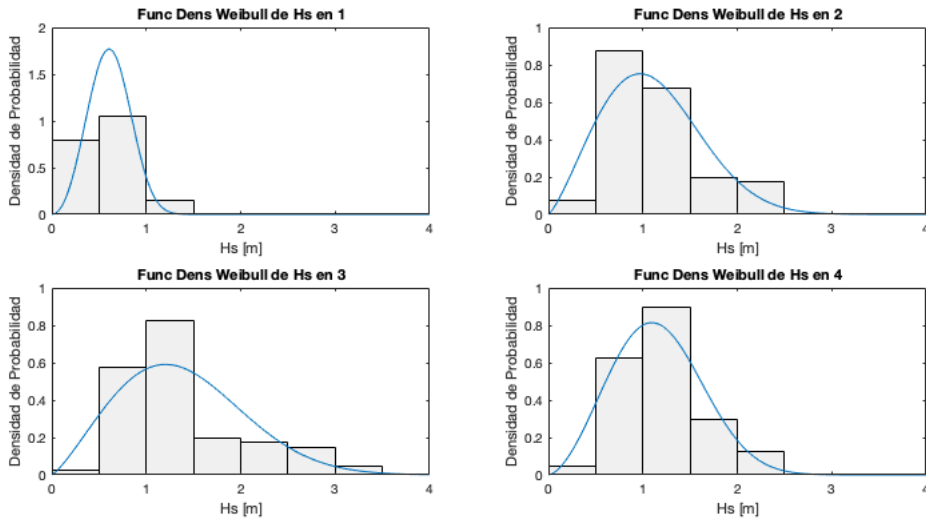 Func Dens Weibull de Hs en 1
Densidad de Probabilidad
2
1.5
1
0.5
0
0 1 2 3 4
Hs [m]
Func Dens Weibull de Hs en 2
Densidad de Probabilidad
1
0.8
0.6
0.4
0.2
0
0 1 2 3 4
Hs [m]
Func Dens Weibull de Hs en 3
Densidad de Probabilidad
1
0.8
0.6
0.4
0.2
0
0 1 2 3 4
Hs [m]
Func Dens Weibull de Hs en 4
Densidad de Probabilidad
1
0.8
0.6
0.4
0.2
0
0 1 2 3 4
Hs [m]